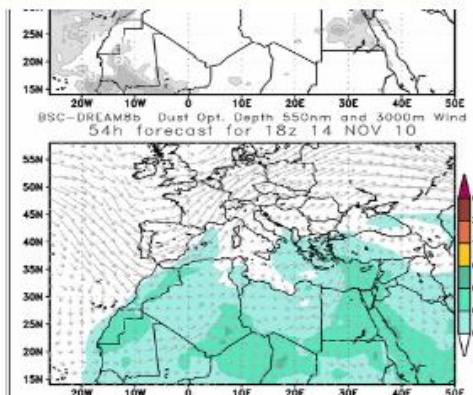 20N
15N
20W 10W 0 10E 20E 30E 40E 50E
BSC-DREAM8b Dust Opt. Depth 550nm and 3000m Wind
54h forecast for 18z 14 NOV 10
55N
50N
45N
40N
35N
30N
25N
20N
15N
20W 10W 0 10E 20E 30E 40E 50E